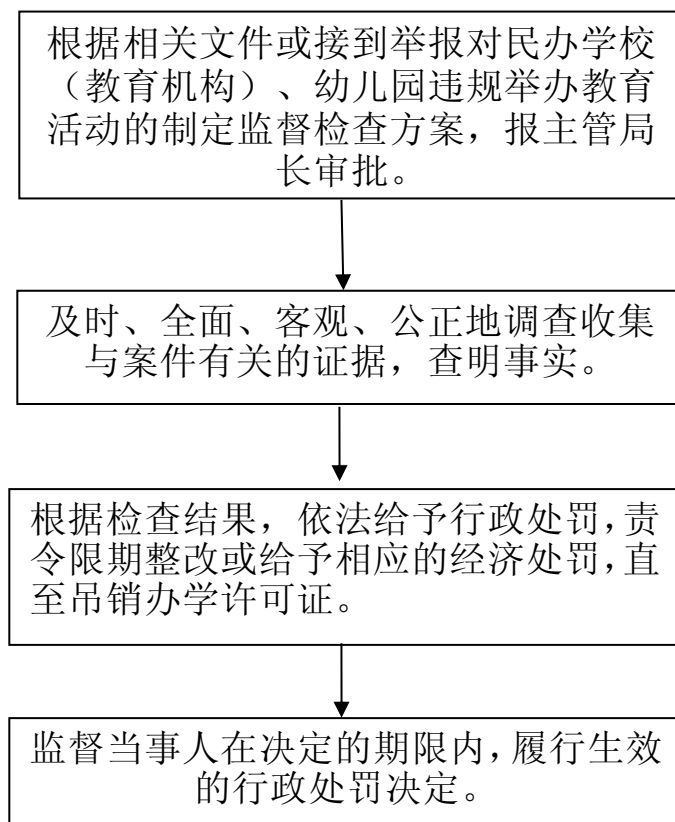 根据相关文件或接到举报对民办学校
（教育机构）、幼儿园违规举办教育
活动的制定监督检查方案，报主管局
长审批。
及时、全面、客观、公正地调查收集
与案件有关的证据，查明事实。
根据检查结果，依法给予行政处罚，责
令限期整改或给予相应的经济处罚，直
至吊销办学许可证。
监督当事人在决定的期限内，履行生效
的行政处罚决定。